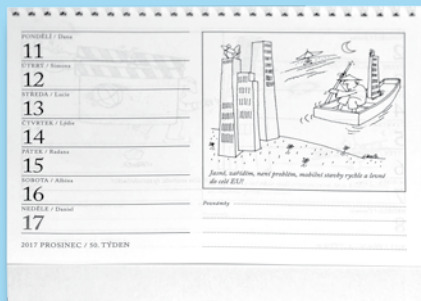 PONDĚLÍ / Dana
11
ÚTERÝ / Simona
12
STŘEDA / Lucie
13
ČTVRTEK / Lýdie
14
PÁTEK / Radana
15
SOBOTA / Albína
16
NEDĚLE / Daniel
17
2017 PROSINEC / 50. TÝDEN
Jasně, zařídím, není problém, mobilní stavby rychle a levně
do celé EU!
Poznámky